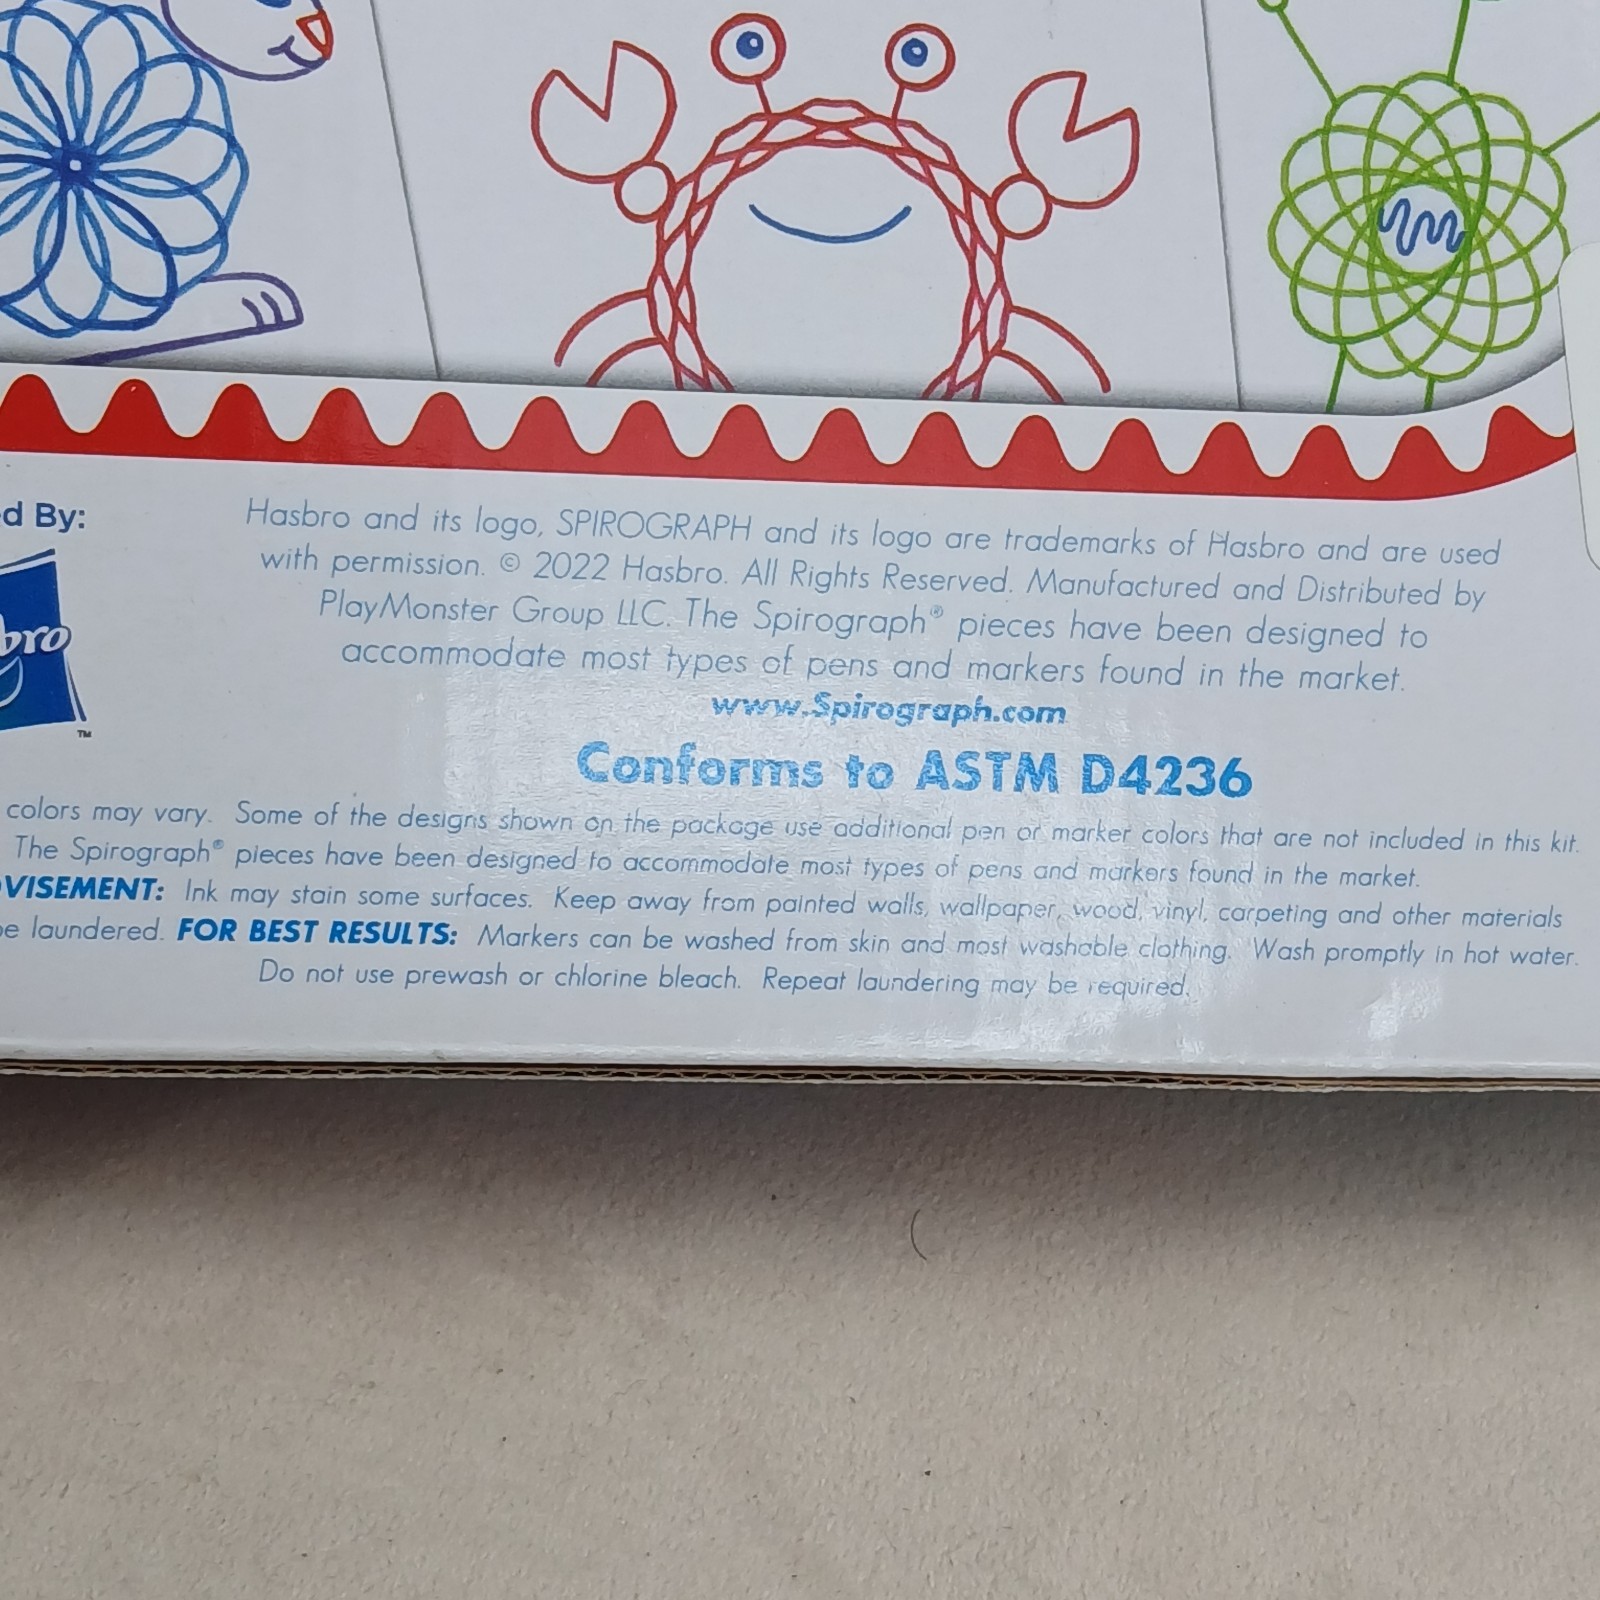 d By:
Hasbro and its logo, SPIROGRAPH and its logo are trademarks of Hasbro and are used
with permission. © 2022 Hasbro. All Rights Reserved. Manufactured and Distributed by
PlayMonster Group LLC. The Spirograph® pieces have been designed to
accommodate most types of pens and markers found in the market.
bro
TM
www.Spirograph.com
Conforms to ASTM D4236
colors may vary. Some of the designs shown on the package use additional pen or marker colors that are not included in this kit.
The Spirograph® pieces have been designed to accommodate most types of pens and markers found in the market.
VISEMENT: Ink may stain some surfaces. Keep away from painted walls, wallpaper, wood, vinyl, carpeting and other materials
be laundered. FOR BEST RESULTS: Markers can be washed from skin and most washable clothing. Wash promptly in hot water.
Do not use prewash or chlorine bleach. Repeat laundering may be required.